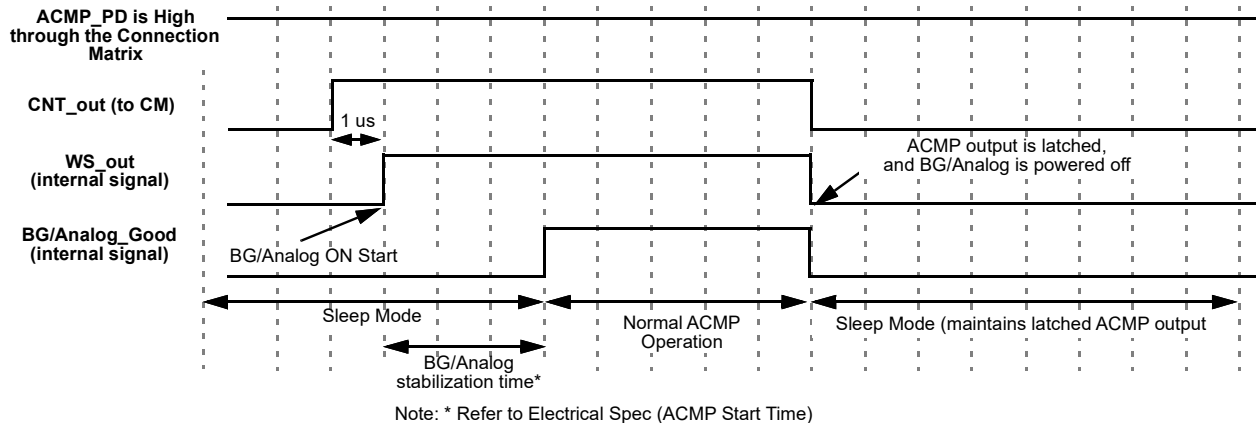 ACMP_PD is High
through the Connection
Matrix
CNT_out (to CM)
1 us
WS_out
(internal signal)
ACMP output is latched,
and BG/Analog is powered off
BG/Analog_Good
(internal signal)
BG/Analog ON Start
Sleep Mode
Normal ACMP
Operation
Sleep Mode (maintains latched ACMP output
BG/Analog
stabilization time*
Note: * Refer to Electrical Spec (ACMP Start Time)